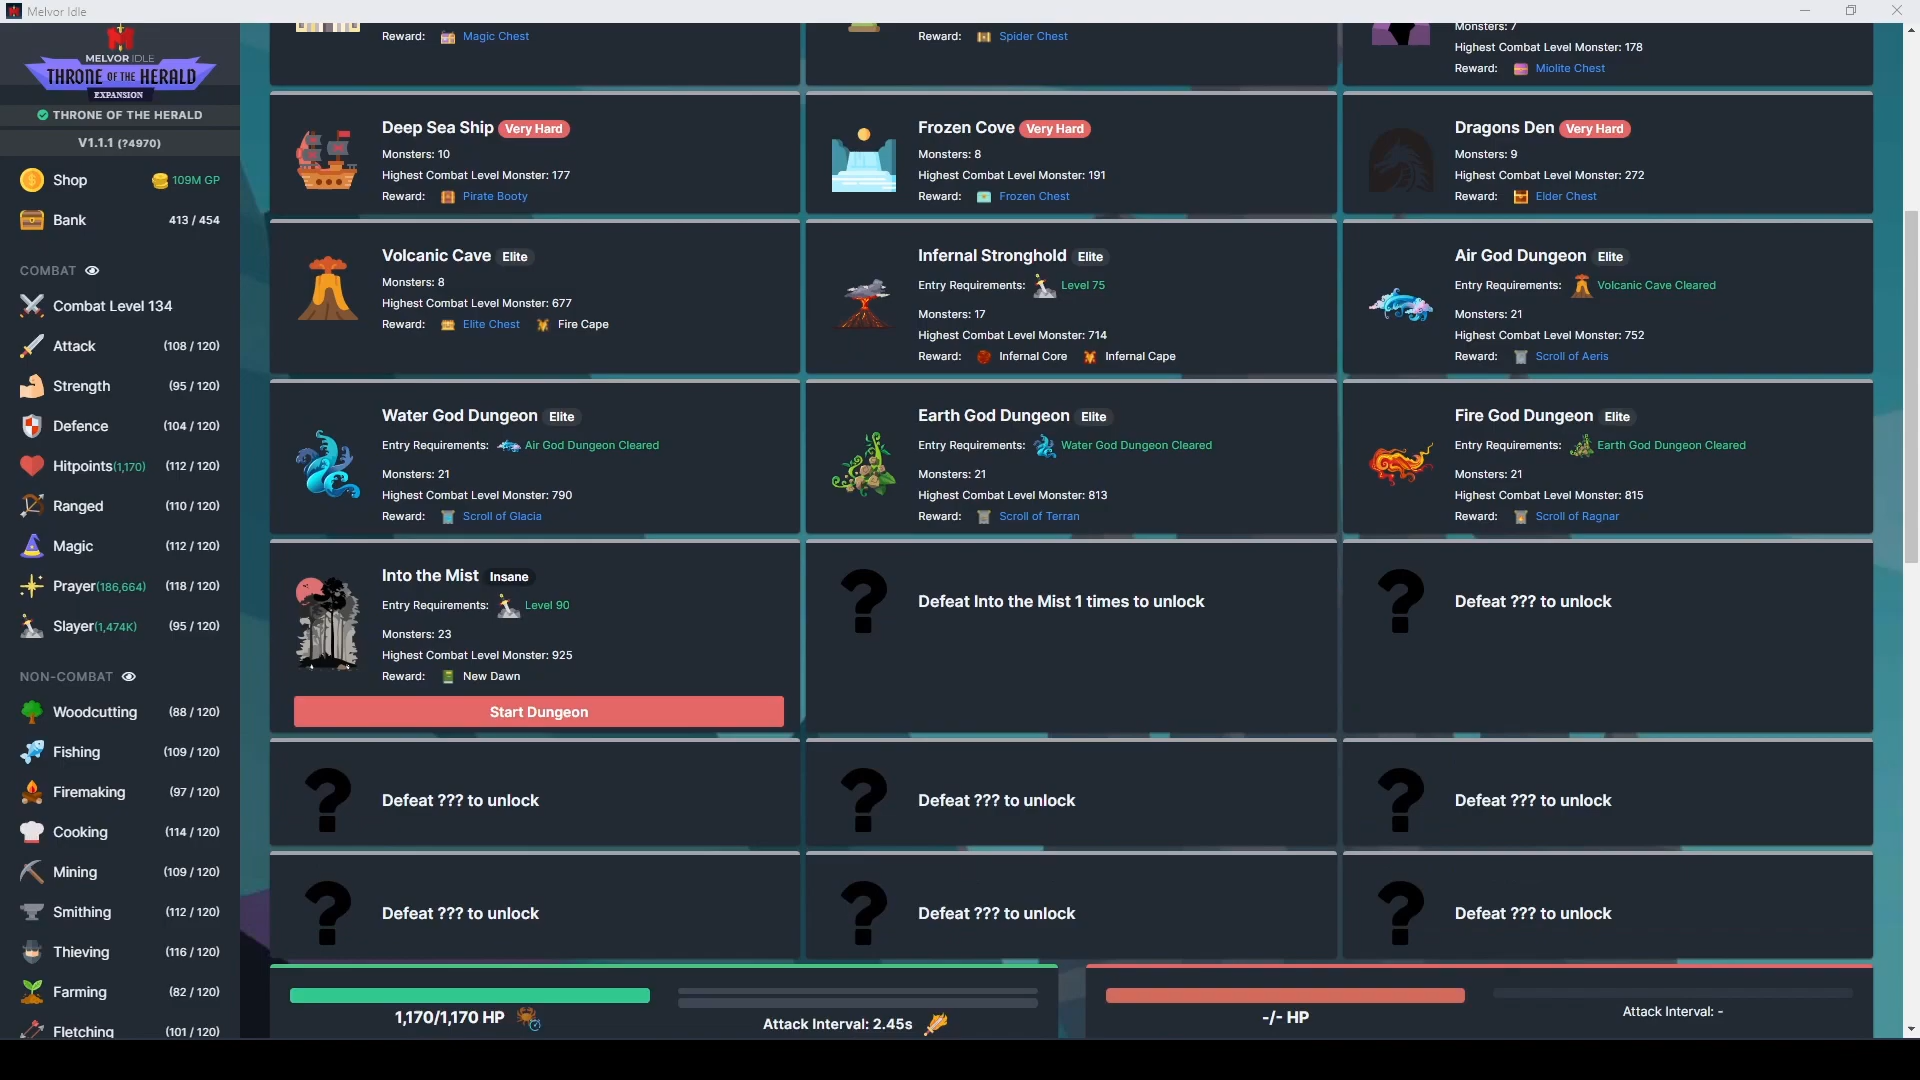 Melvor Idle
MELVOR IDLE
THRONE OF THE HERALD
EXPANSION
THRONE OF THE HERALD
V1.1.1 (?4970)
Shop 109M GP
Bank 413 / 454
COMBAT
Combat Level 134
Attack (108 / 120)
Strength (95 / 120)
Defence (104 / 120)
Hitpoints(1,170) (112 / 120)
Ranged (110 / 120)
Magic (112 / 120)
Prayer(186,664) (118 / 120)
Slayer(1,474K) (95 / 120)
NON-COMBAT
Woodcutting (88 / 120)
Fishing (109 / 120)
Firemaking (97 / 120)
Cooking (114 / 120)
Mining (109 / 120)
Smithing (112 / 120)
Thieving (116 / 120)
Farming (82 / 120)
Fletching (101 / 120)
Reward: Magic Chest
Reward: Spider Chest
Monsters: 7
Highest Combat Level Monster: 178
Reward: Miolite Chest
Deep Sea Ship Very Hard
Monsters: 10
Highest Combat Level Monster: 177
Reward: Pirate Booty
Frozen Cove Very Hard
Monsters: 8
Highest Combat Level Monster: 191
Reward: Frozen Chest
Dragons Den Very Hard
Monsters: 9
Highest Combat Level Monster: 272
Reward: Elder Chest
Volcanic Cave Elite
Monsters: 8
Highest Combat Level Monster: 677
Reward: Elite Chest Fire Cape
Infernal Stronghold Elite
Entry Requirements: Level 75
Monsters: 17
Highest Combat Level Monster: 714
Reward: Infernal Core Infernal Cape
Air God Dungeon Elite
Entry Requirements: Volcanic Cave Cleared
Monsters: 21
Highest Combat Level Monster: 752
Reward: Scroll of Aeris
Water God Dungeon Elite
Entry Requirements: Air God Dungeon Cleared
Monsters: 21
Highest Combat Level Monster: 790
Reward: Scroll of Glacia
Earth God Dungeon Elite
Entry Requirements: Water God Dungeon Cleared
Monsters: 21
Highest Combat Level Monster: 813
Reward: Scroll of Terran
Fire God Dungeon Elite
Entry Requirements: Earth God Dungeon Cleared
Monsters: 21
Highest Combat Level Monster: 815
Reward: Scroll of Ragnar
Into the Mist Insane
Entry Requirements: Level 90
Monsters: 23
Highest Combat Level Monster: 925
Reward: New Dawn
Start Dungeon
Defeat Into the Mist 1 times to unlock
Defeat ??? to unlock
Defeat ??? to unlock
Defeat ??? to unlock
Defeat ??? to unlock
Defeat ??? to unlock
Defeat ??? to unlock
Defeat ??? to unlock
1,170/1,170 HP
Attack Interval: 2.45s
-/- HP
Attack Interval: -